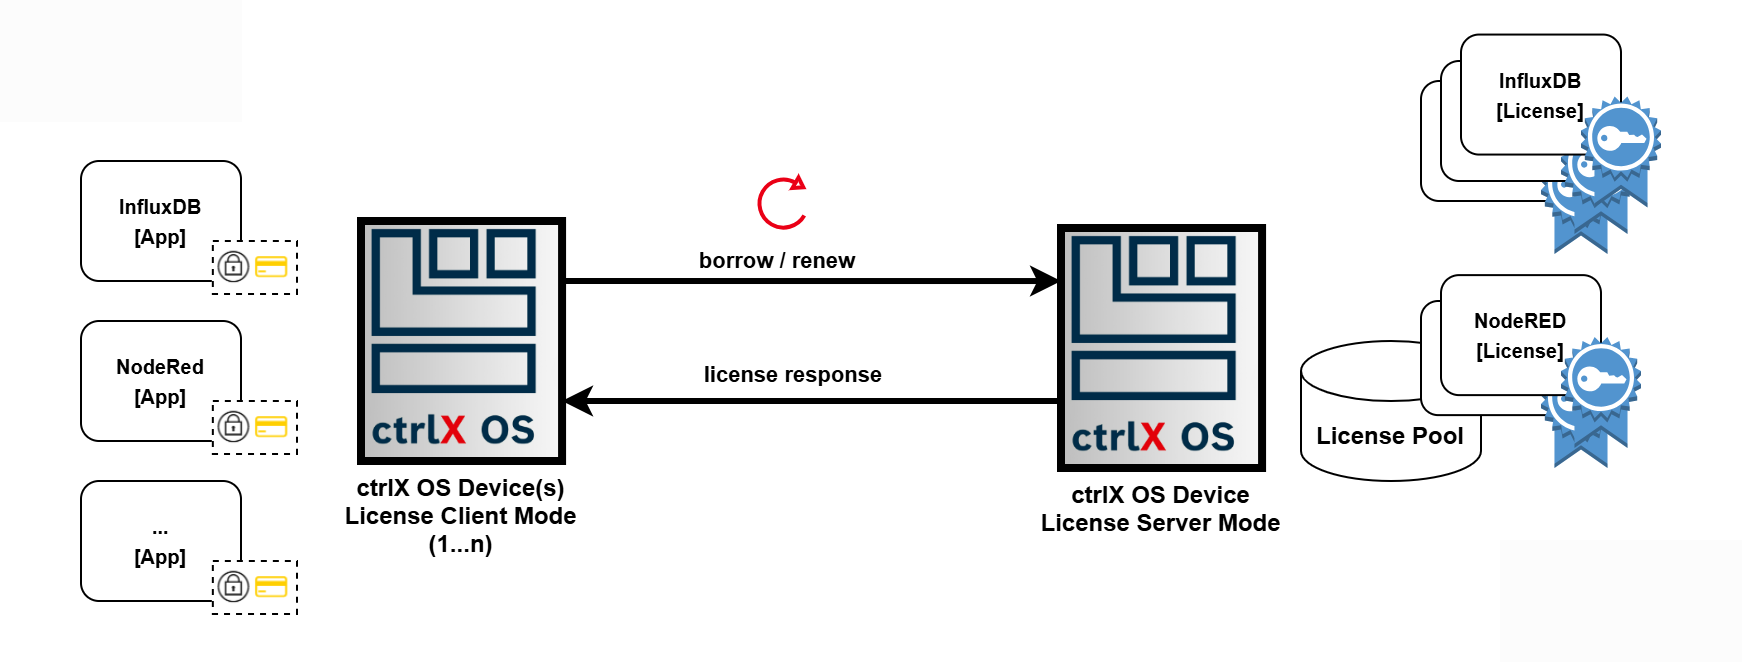 InfluxDB
[App]
NodeRed
[App]
...
[App]
ctrlX OS
ctrlX OS Device(s)
License Client Mode
(1...n)
borrow / renew
license response
ctrlX OS
ctrlX OS Device
License Server Mode
InfluxDB
[License]
NodeRED
[License]
License Pool